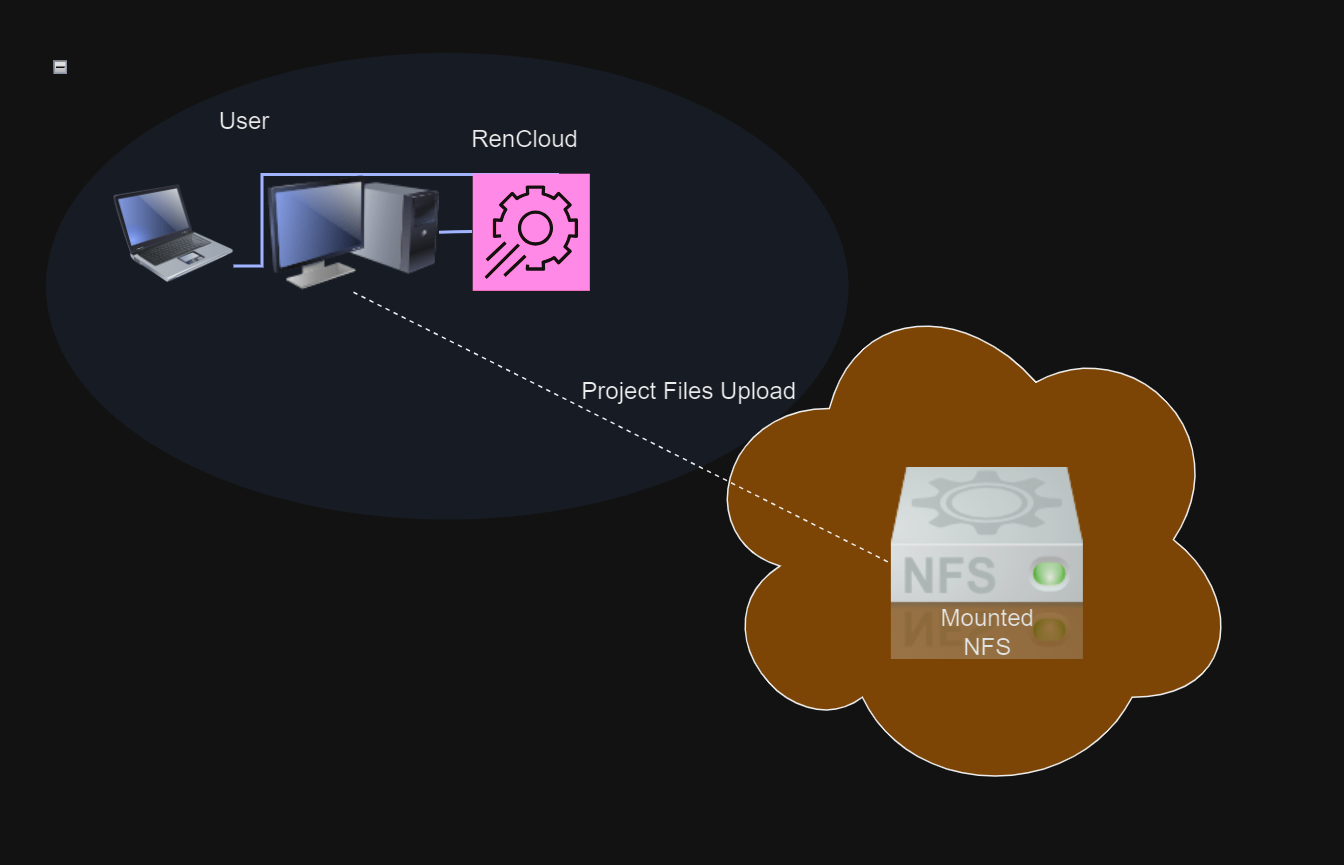 User
RenCloud
Project Files Upload
NFS
Mounted
NFS